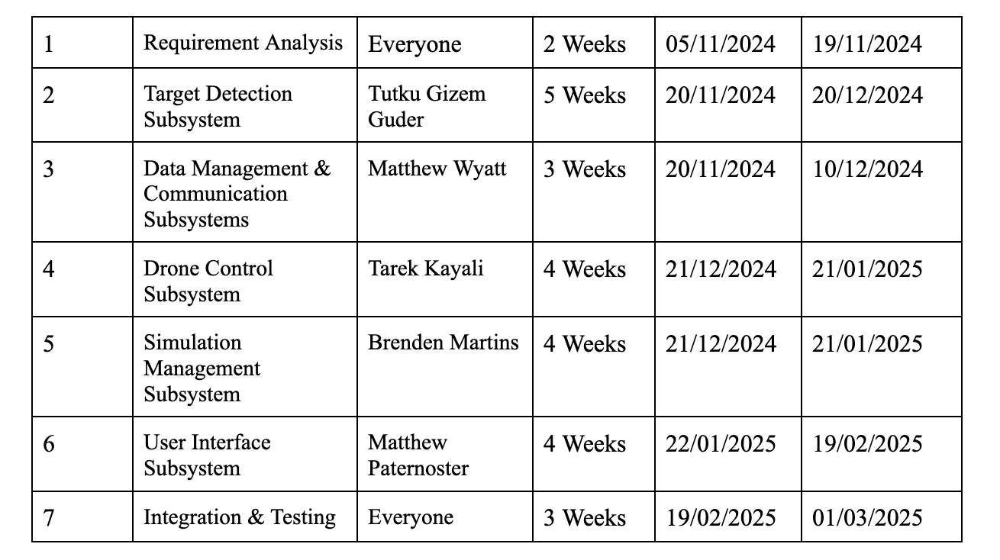 1 Requirement Analysis Everyone 2 Weeks 05/11/2024 19/11/2024
2 Target Detection Tutku Gizem 5 Weeks 20/11/2024 20/12/2024
Subsystem Guder
3 Data Management & Matthew Wyatt 3 Weeks 20/11/2024 10/12/2024
Communication
Subsystems
4 Drone Control Tarek Kayali 4 Weeks 21/12/2024 21/01/2025
Subsystem
5 Simulation Brenden Martins 4 Weeks 21/12/2024 21/01/2025
Management
Subsystem
6 User Interface Matthew 4 Weeks 22/01/2025 19/02/2025
Subsystem Paternoster
7 Integration & Testing Everyone 3 Weeks 19/02/2025 01/03/2025